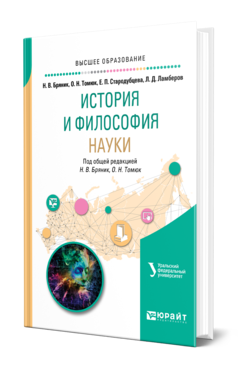 ВЫСШЕЕ ОБРАЗОВАНИЕ
Н. В. Бряник, О. Н. Томюк, Е. П. Стародубцева, Л. Д. Ламберов
ИСТОРИЯ
И ФИЛОСОФИЯ
НАУКИ
Под общей редакцией
Н. В. Бряник, О. Н. Томюк
Уральский
федеральный
университет
юрайт